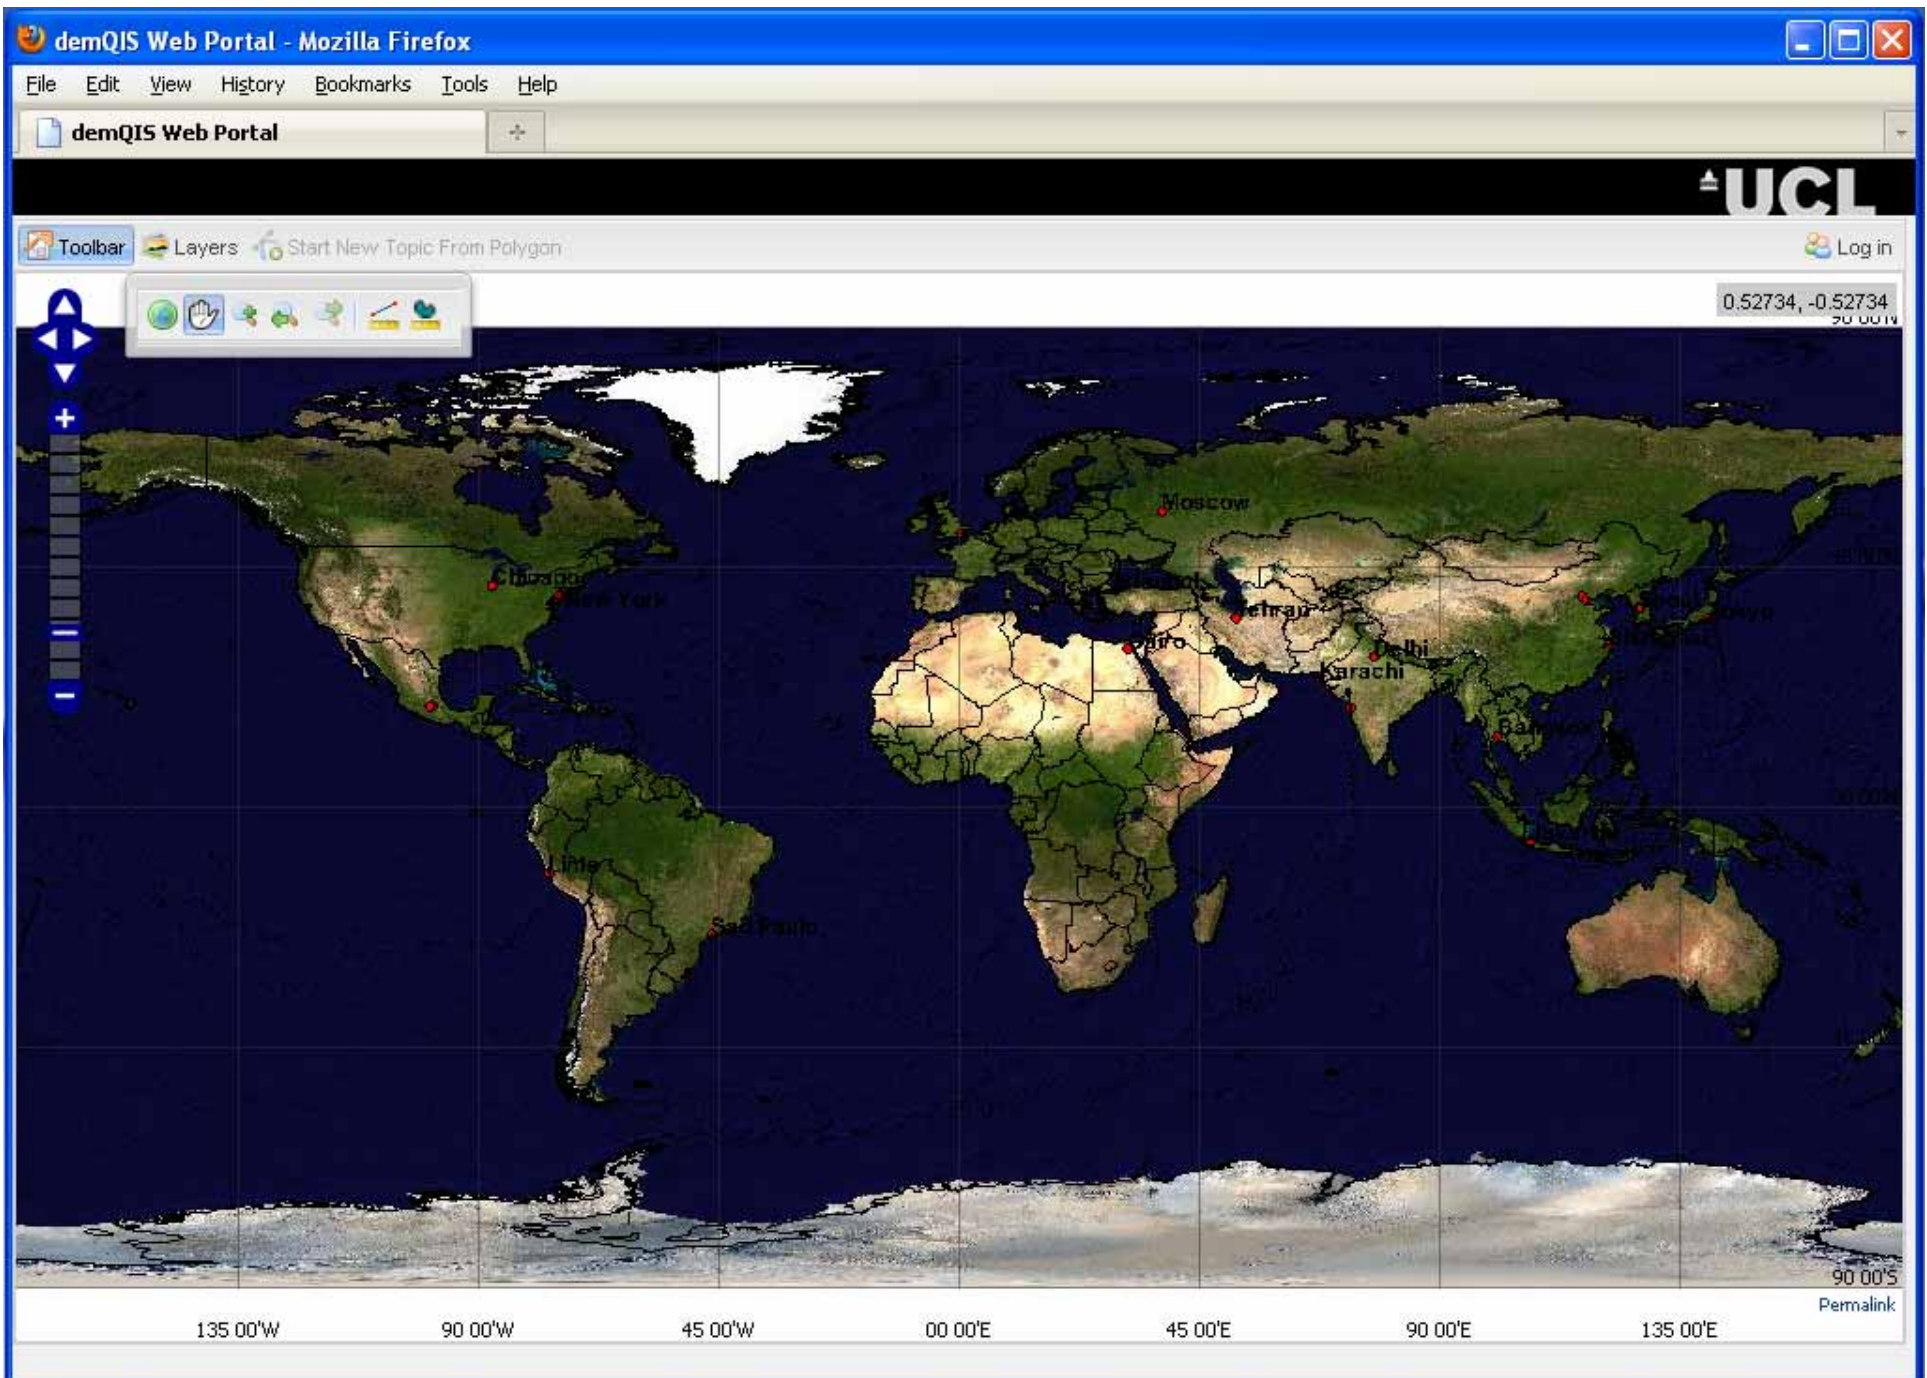 demQIS Web Portal - Mozilla Firefox
File Edit View History Bookmarks Tools Help
demQIS Web Portal
UCL
Toolbar Layers Start New Topic From Polygon Log in
0.52734, -0.52734
90 00'N
Moscow
Chicago
New York
Tehran
Tokyo
Cairo
Delhi
Karachi
Lima
Sao Paulo
90 00'S
Permalink
135 00'W 90 00'W 45 00'W 00 00'E 45 00'E 90 00'E 135 00'E